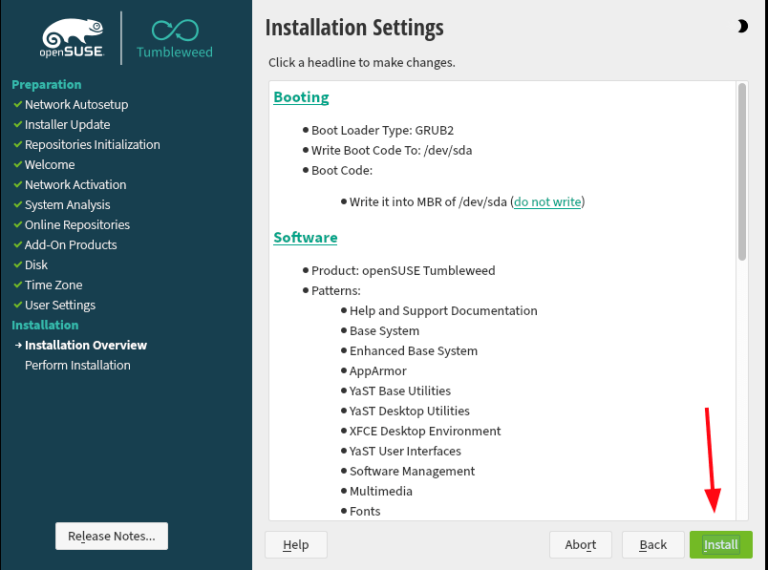 openSUSE
Tumbleweed
Preparation
Network Autosetup
Installer Update
Repositories Initialization
Welcome
Network Activation
System Analysis
Online Repositories
Add-On Products
Disk
Time Zone
User Settings
Installation
Installation Overview
Perform Installation
Release Notes...
Installation Settings
Click a headline to make changes.
Booting
Boot Loader Type: GRUB2
Write Boot Code To: /dev/sda
Boot Code:
Write it into MBR of /dev/sda (do not write)
Software
Product: openSUSE Tumbleweed
Patterns:
Help and Support Documentation
Base System
Enhanced Base System
AppArmor
YaST Base Utilities
YaST Desktop Utilities
XFCE Desktop Environment
YaST User Interfaces
Software Management
Multimedia
Fonts
Help
Abort
Back
Install